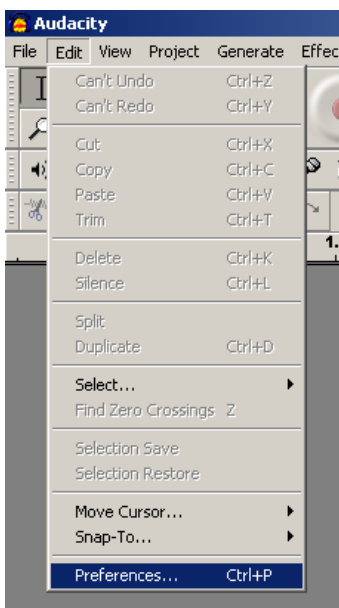 Audacity
File Edit View Project Generate Effec
Can't Undo Ctrl+Z
Can't Redo Ctrl+Y
Cut Ctrl+X
Copy Ctrl+C
Paste Ctrl+V
Trim Ctrl+T
Delete Ctrl+K
Silence Ctrl+L
Split
Duplicate Ctrl+D
Select...
Find Zero Crossings Z
Selection Save
Selection Restore
Move Cursor...
Snap-To...
Preferences... Ctrl+P
1.